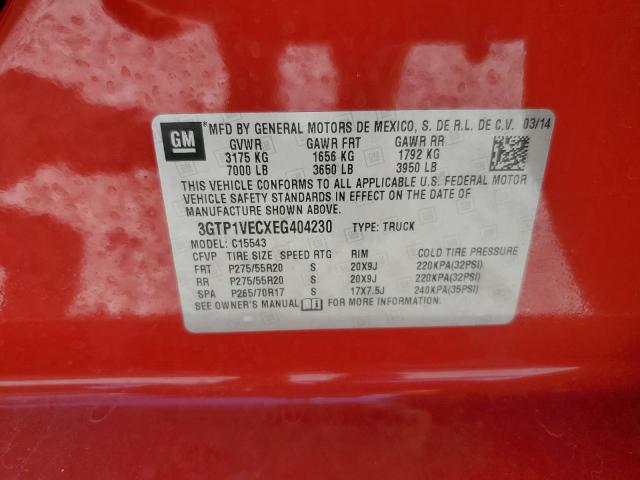 GM ® MFD BY GENERAL MOTORS DE MEXICO, S. DE R.L. DE C.V. 03/14
GVWR GAWR FRT GAWR RR
3175 KG 1656 KG 1792 KG
7000 LB 3650 LB 3950 LB
THIS VEHICLE CONFORMS TO ALL APPLICABLE U.S. FEDERAL MOTOR
VEHICLE SAFETY STANDARDS IN EFFECT ON THE DATE OF
MANUFACTURE SHOWN ABOVE.
3GTP1VECXEG404230 TYPE: TRUCK
MODEL: C15543
CFVP TIRE SIZE SPEED RTG RIM COLD TIRE PRESSURE
FRT P275/55R20 S 20X9J 220KPA(32PSI)
RR P275/55R20 S 20X9J 220KPA(32PSI)
SPA P265/70R17 S 17X7.5J 240KPA(35PSI)
SEE OWNER'S MANUAL FOR MORE INFORMATION.